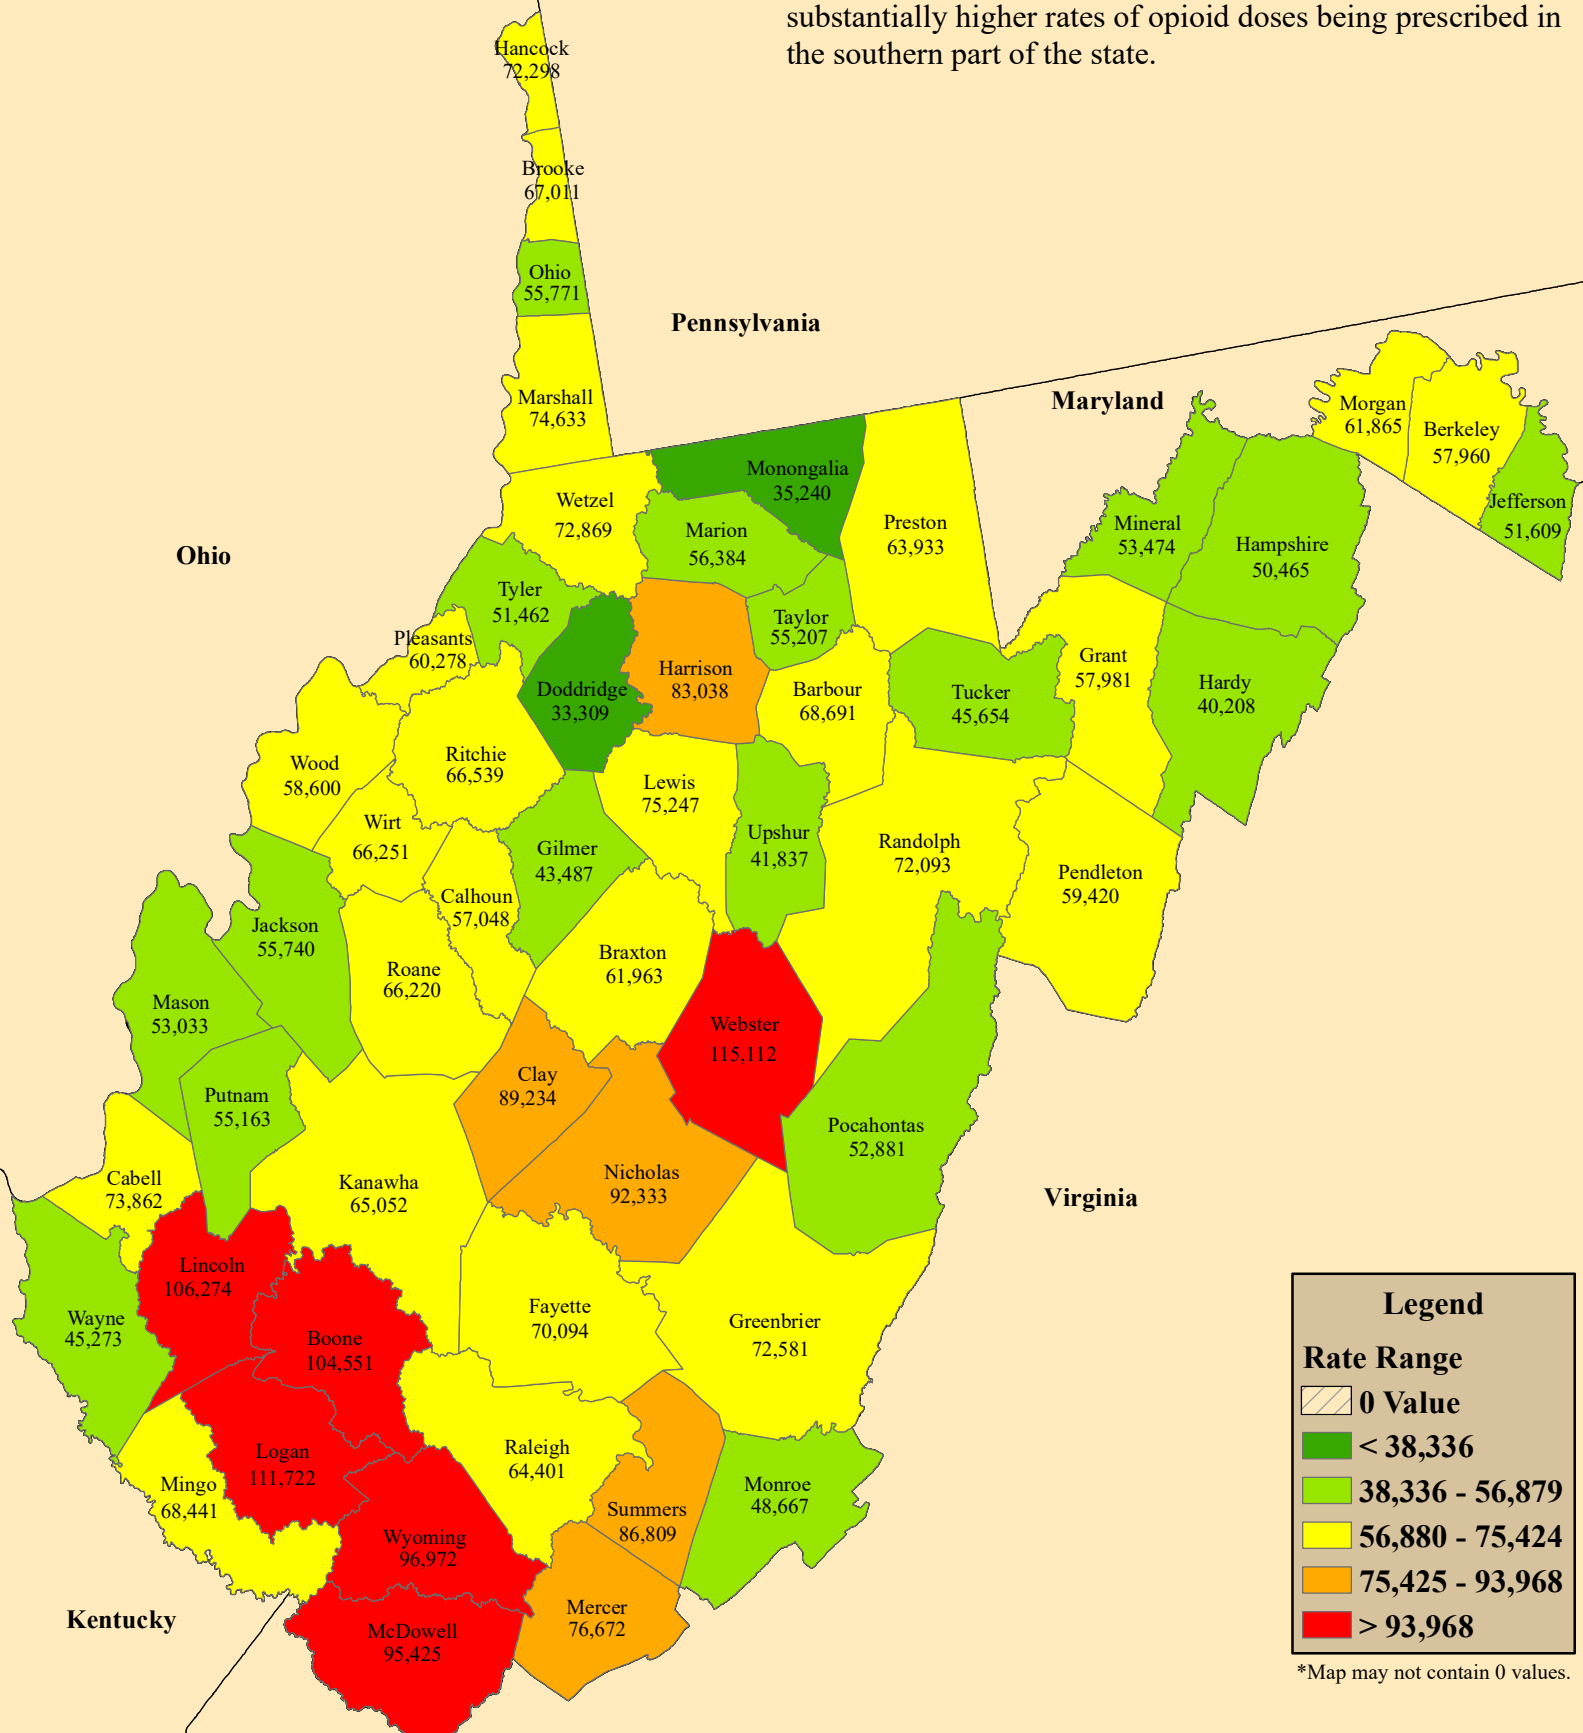 substantially higher rates of opioid doses being prescribed in
the southern part of the state.
Hancock
72,298
Brooke
67,011
Ohio
55,771
Pennsylvania
Marshall
74,633
Maryland
Morgan
61,865
Berkeley
57,960
Jefferson
51,609
Monongalia
35,240
Wetzel
72,869
Marion
56,384
Preston
63,933
Mineral
53,474
Hampshire
50,465
Ohio
Tyler
51,462
Pleasants
60,278
Taylor
55,207
Harrison
83,038
Doddridge
33,309
Barbour
68,691
Tucker
45,654
Grant
57,981
Hardy
40,208
Wood
58,600
Ritchie
66,539
Lewis
75,247
Wirt
66,251
Gilmer
43,487
Upshur
41,837
Randolph
72,093
Pendleton
59,420
Calhoun
57,048
Jackson
55,740
Roane
66,220
Braxton
61,963
Mason
53,033
Webster
115,112
Clay
89,234
Putnam
55,163
Pocahontas
52,881
Cabell
73,862
Kanawha
65,052
Nicholas
92,333
Virginia
Lincoln
106,274
Wayne
45,273
Boone
104,551
Fayette
70,094
Greenbrier
72,581
Logan
111,722
Raleigh
64,401
Mingo
68,441
Monroe
48,667
Summers
86,809
Wyoming
96,972
Kentucky
McDowell
95,425
Mercer
76,672
Legend
Rate Range
0 Value
< 38,336
38,336 - 56,879
56,880 - 75,424
75,425 - 93,968
> 93,968
*Map may not contain 0 values.